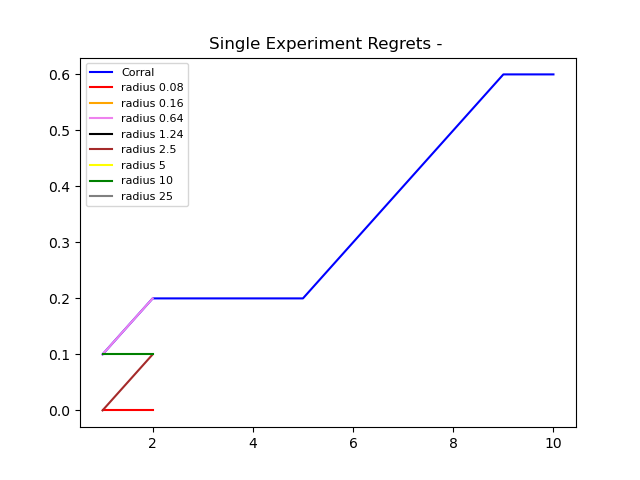 Single Experiment Regrets -
Corral
radius 0.08
radius 0.16
radius 0.64
radius 1.24
radius 2.5
radius 5
radius 10
radius 25
0.6
0.5
0.4
0.3
0.2
0.1
0.0
2 4 6 8 10